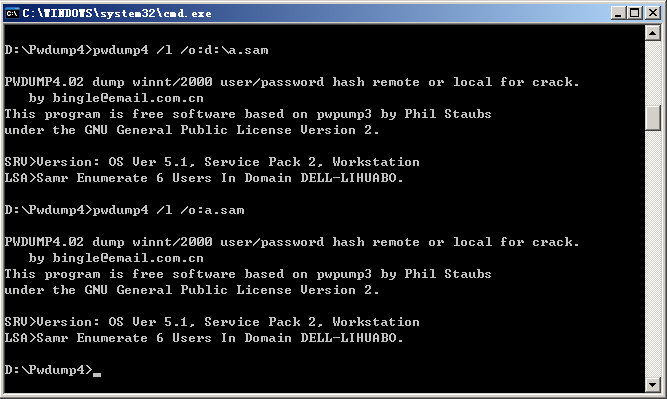 C:\WINDOWS\system32\cmd.exe
D:\Pwdump4>pwdump4 /l /o:d:\a.sam
PWDUMP4.02 dump winnt/2000 user/password hash remote or local for crack.
by bingle@email.com.cn
This program is free software based on pwpump3 by Phil Staubs
under the GNU General Public License Version 2.
SRV>Version: OS Ver 5.1, Service Pack 2, Workstation
LSA>Samr Enumerate 6 Users In Domain DELL-LIHUABO.
D:\Pwdump4>pwdump4 /l /o:a.sam
PWDUMP4.02 dump winnt/2000 user/password hash remote or local for crack.
by bingle@email.com.cn
This program is free software based on pwpump3 by Phil Staubs
under the GNU General Public License Version 2.
SRV>Version: OS Ver 5.1, Service Pack 2, Workstation
LSA>Samr Enumerate 6 Users In Domain DELL-LIHUABO.
D:\Pwdump4>_